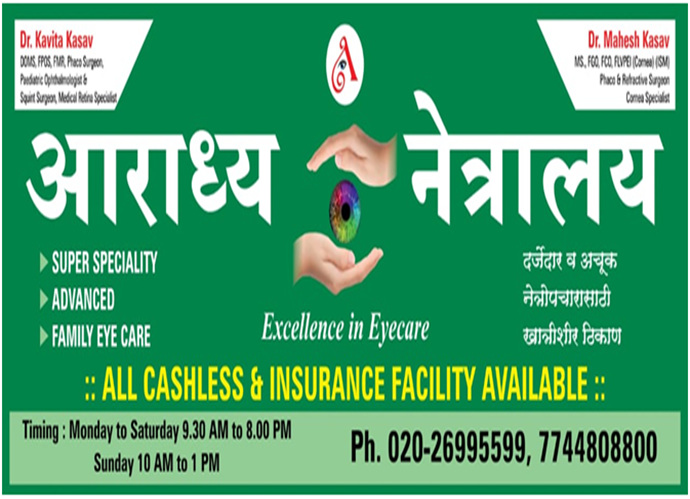 Dr. Kavita Kasav
DOMS, FPOS, FMR, Phaco Surgeon,
Paediatric Ophthalmologist &
Squint Surgeon, Medical Retina Specialist
Dr. Mahesh Kasav
MS., FGO, FCO, FLVPEI (Cornea) (ISM)
Phaco & Refractive Surgeon
Cornea Specialist
आराध्य नेत्रालय
SUPER SPECIALITY
ADVANCED
FAMILY EYE CARE
Excellence in Eyecare
दर्जेदार व अचूक
नेत्रोपचारासाठी
खात्रीशीर ठिकाण
:: ALL CASHLESS & INSURANCE FACILITY AVAILABLE ::
Timing : Monday to Saturday 9.30 AM to 8.00 PM
Sunday 10 AM to 1 PM
Ph. 020-26995599, 7744808800